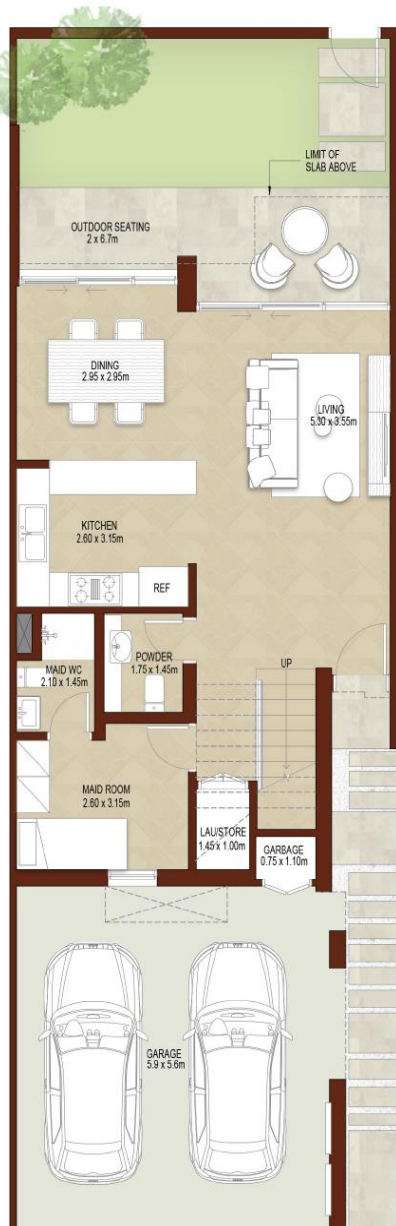 LIMIT OF
SLAB ABOVE
OUTDOOR SEATING
2 x 6.7m
DINING
2.95 x 2.95m
LIVING
5.30 x 3.55m
KITCHEN
2.60 x 3.15m
REF
POWDER
1.75 x 1.45m
MAID WC
2.10 x 1.45m
UP
MAID ROOM
2.60 x 3.15m
LAU/STORE
1.45 x 1.00m
GARBAGE
0.75 x 1.10m
GARAGE
5.9 x 5.6m